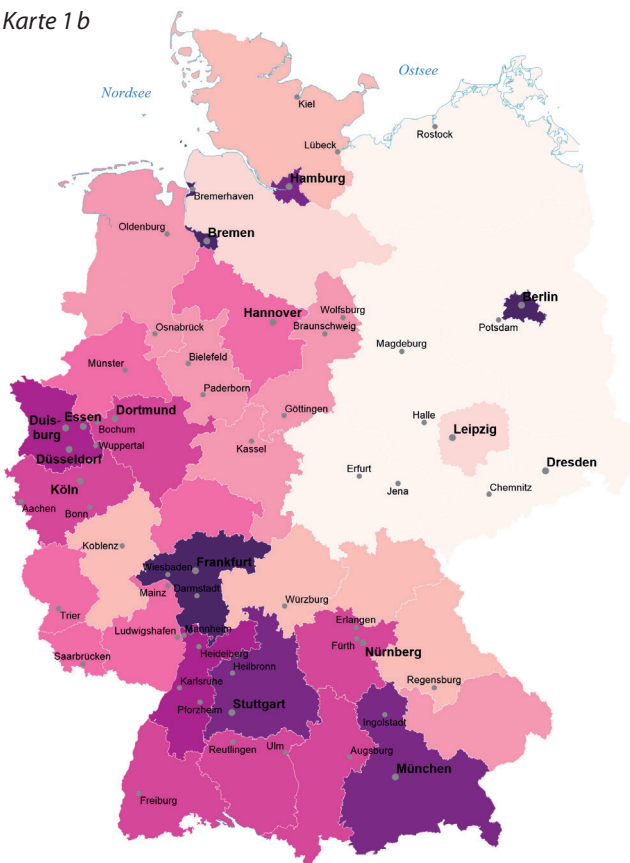 Karte 1 b
Ostsee
Nordsee
Kiel
Rostock
Lübeck
Hamburg
Bremerhaven
Oldenburg
Bremen
Berlin
Potsdam
Hannover
Wolfsburg
Braunschweig
Osnabrück
Magdeburg
Münster
Bielefeld
Paderborn
Göttingen
Halle
Leipzig
Dresden
Duis-
burg
Essen
Dortmund
Bochum
Wuppertal
Düsseldorf
Kassel
Köln
Erfurt
Jena
Chemnitz
Aachen
Bonn
Koblenz
Wiesbaden
Frankfurt
Mainz
Darmstadt
Würzburg
Trier
Erlangen
Ludwigshafen
Mannheim
Fürth
Nürnberg
Saarbrücken
Heidelberg
Heilbronn
Karlsruhe
Regensburg
Pforzheim
Stuttgart
Ingolstadt
Reutlingen
Ulm
Augsburg
München
Freiburg